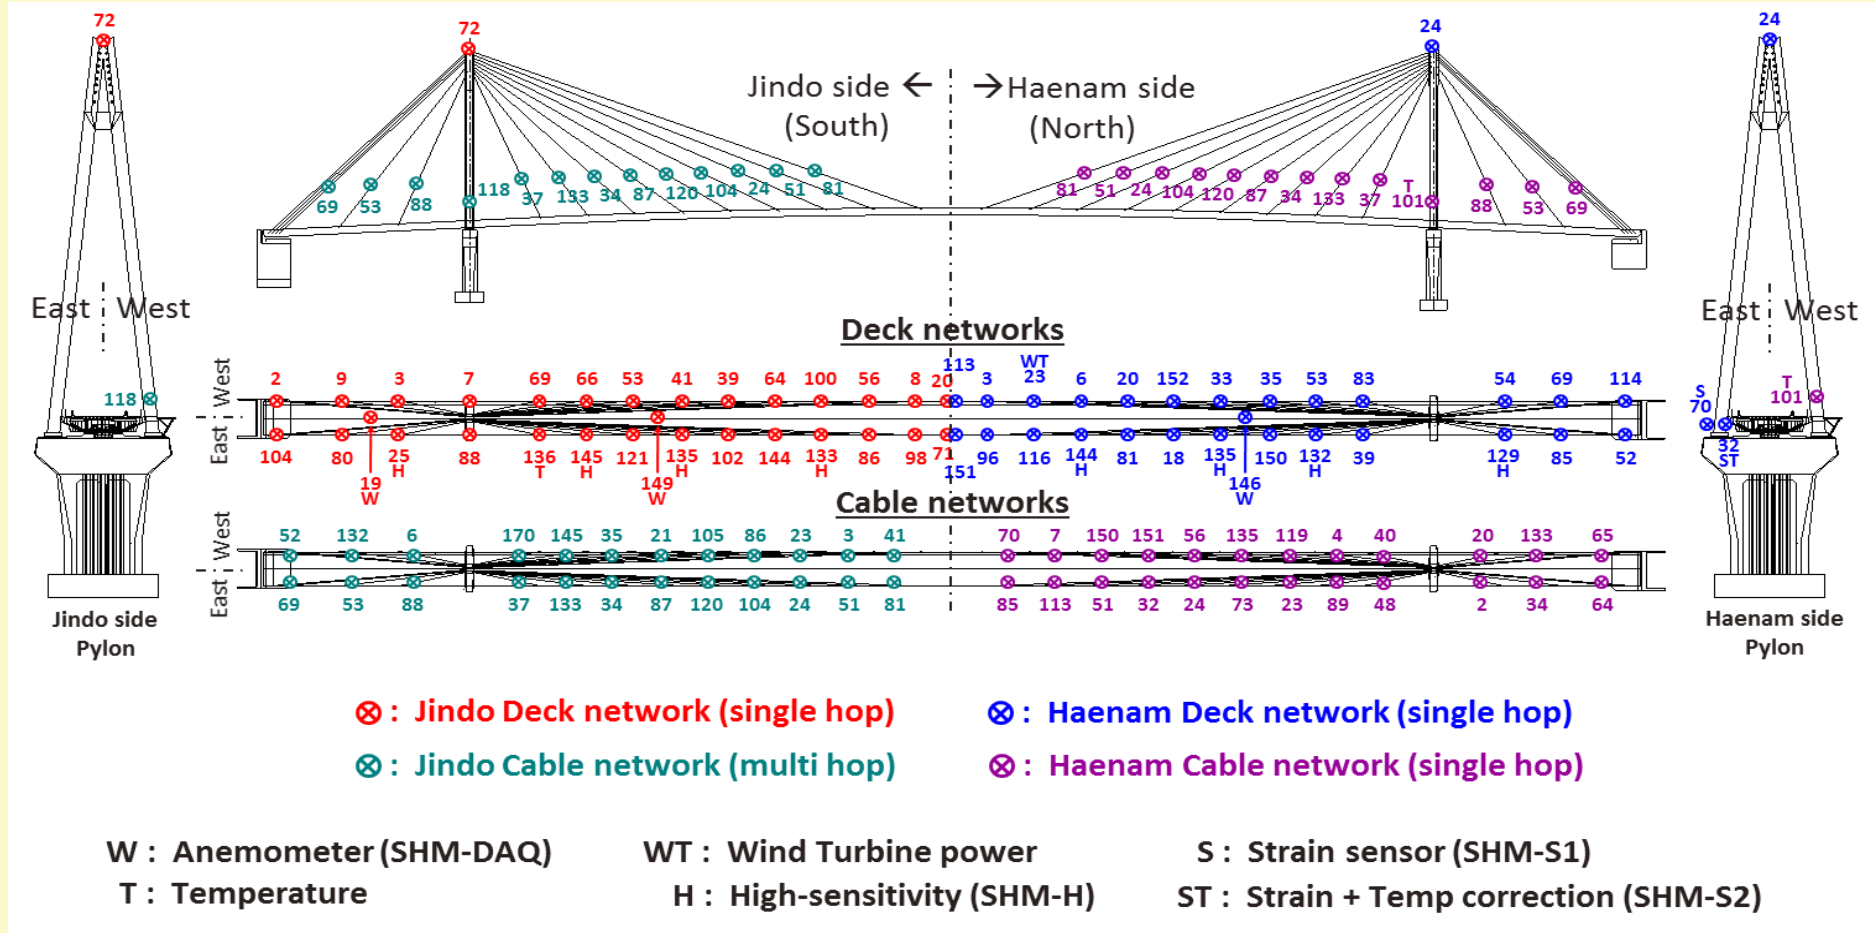 72
72
24
24
Jindo side ← → Haenam side
(South) (North)
69 53 88 118 37 133 34 87 120 104 24 51 81
81 51 24 104 120 87 34 133 37 T 101 88 53 69
East West
East West
118
T
101
S
70
32
ST
Deck networks
West
East
2 9 3 7 69 66 53 41 39 64 100 56 8 20
113 3 WT 23 6 20 152 33 35 53 83 54 69 114
104 80 25 88 136 145 121 135 102 144 133 86 98 71
H T H H H
19 149
W W
151 96 116 144 81 18 135 150 132 39 129 85 52
H H H H
146
W
Cable networks
West
East
52 132 6 170 145 35 21 105 86 23 3 41
70 7 150 151 56 135 119 4 40 20 133 65
69 53 88 37 133 34 87 120 104 24 51 81
85 113 51 32 24 73 23 89 48 2 34 64
Jindo side
Pylon
Haenam side
Pylon
: Jindo Deck network (single hop)
: Haenam Deck network (single hop)
: Jindo Cable network (multi hop)
: Haenam Cable network (single hop)
W : Anemometer (SHM-DAQ)
WT : Wind Turbine power
S : Strain sensor (SHM-S1)
T : Temperature
H : High-sensitivity (SHM-H)
ST : Strain + Temp correction (SHM-S2)